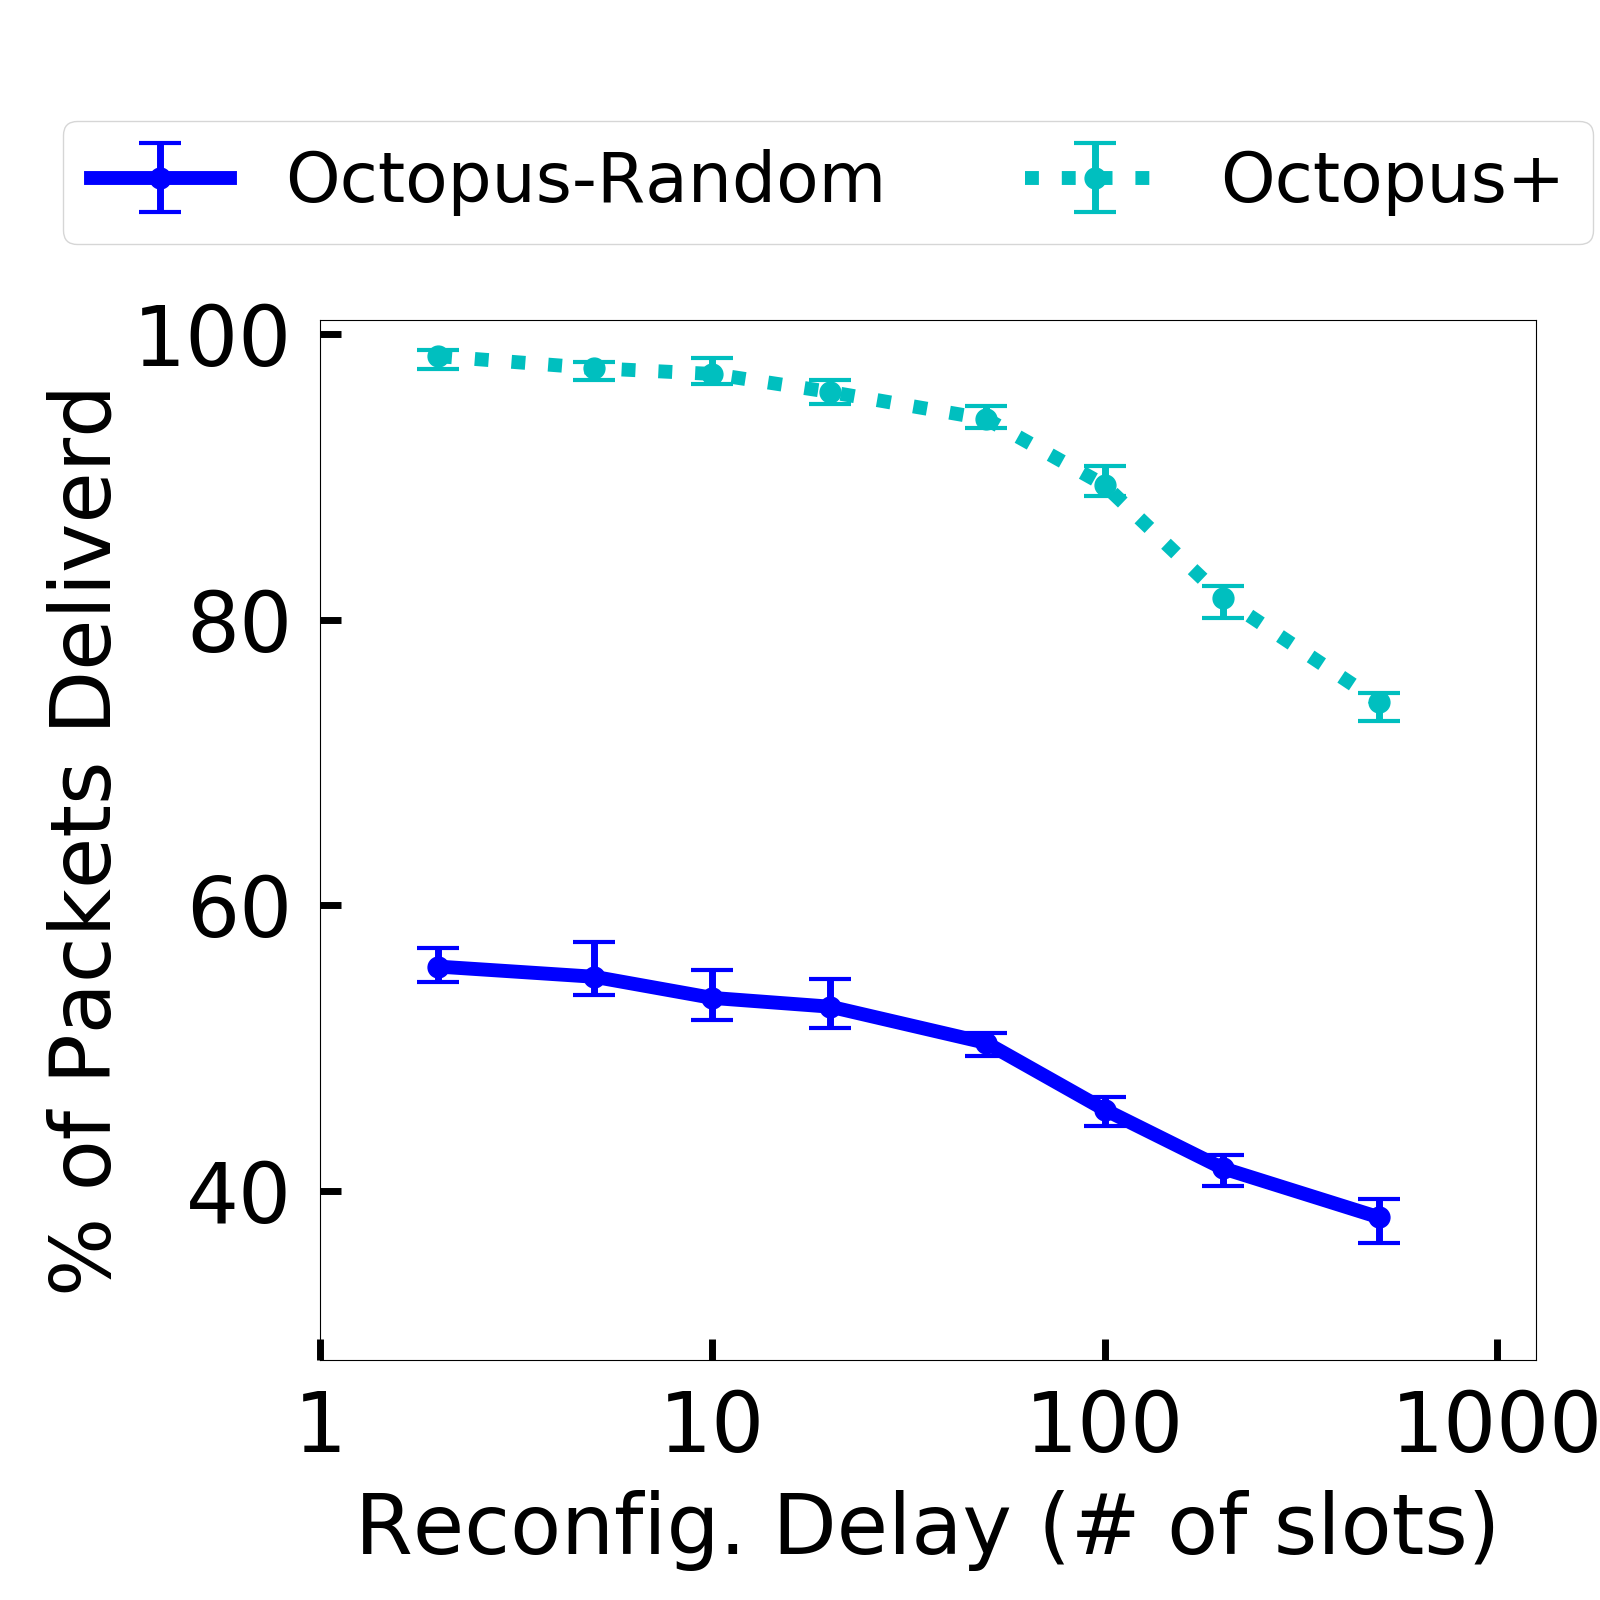 Octopus-Random Octopus+
100
80
60
40
% of Packets Deliverd
1 10 100 1000
Reconfig. Delay (# of slots)